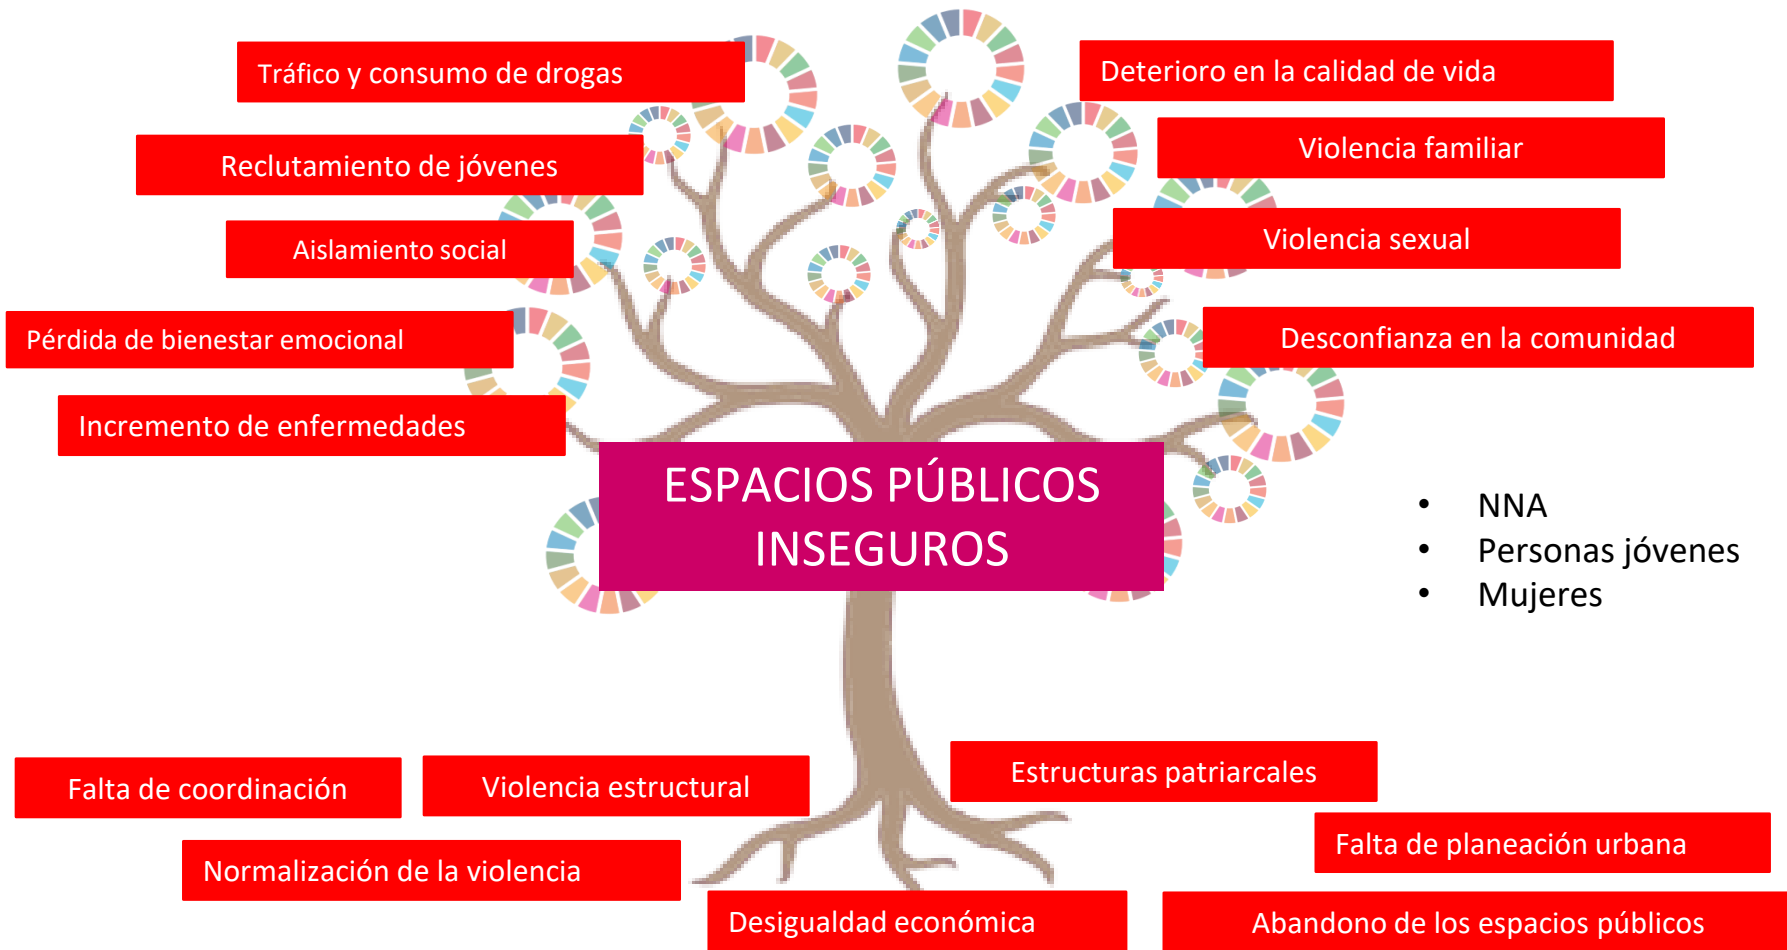 Tráfico y consumo de drogas
Deterioro en la calidad de vida
Reclutamiento de jóvenes
Violencia familiar
Aislamiento social
Violencia sexual
Pérdida de bienestar emocional
Desconfianza en la comunidad
Incremento de enfermedades
ESPACIOS PÚBLICOS
INSEGUROS
• NNA
• Personas jóvenes
• Mujeres
Falta de coordinación
Violencia estructural
Estructuras patriarcales
Normalización de la violencia
Falta de planeación urbana
Desigualdad económica
Abandono de los espacios públicos